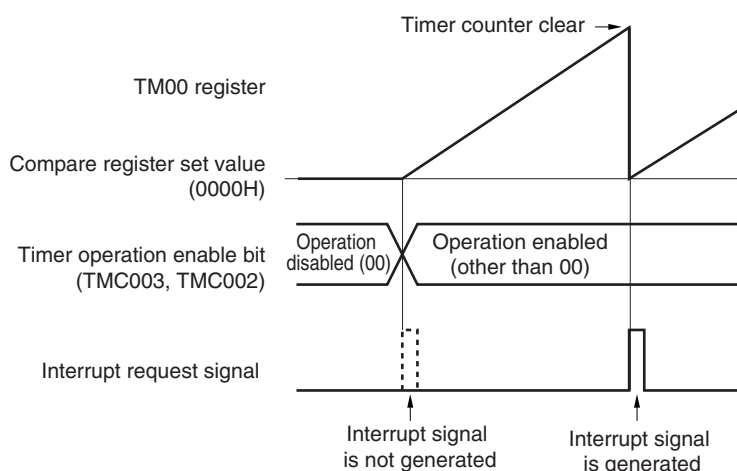 Timer counter clear
TM00 register
Compare register set value
(0000H)
Timer operation enable bit
(TMC003, TMC002)
Operation
disabled (00)
Operation enabled
(other than 00)
Interrupt request signal
Interrupt signal
is not generated
Interrupt signal
is generated